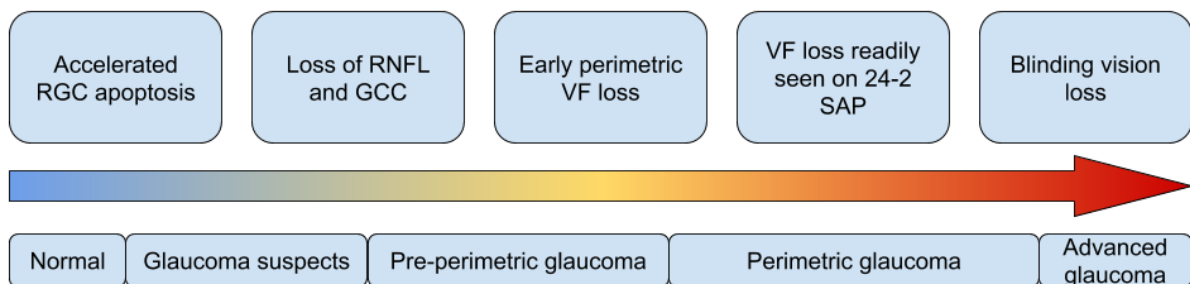 Accelerated
RGC apoptosis
Loss of RNFL
and GCC
Early perimetric
VF loss
VF loss readily
seen on 24-2
SAP
Blinding vision
loss
Normal
Glaucoma suspects
Pre-perimetric glaucoma
Perimetric glaucoma
Advanced
glaucoma